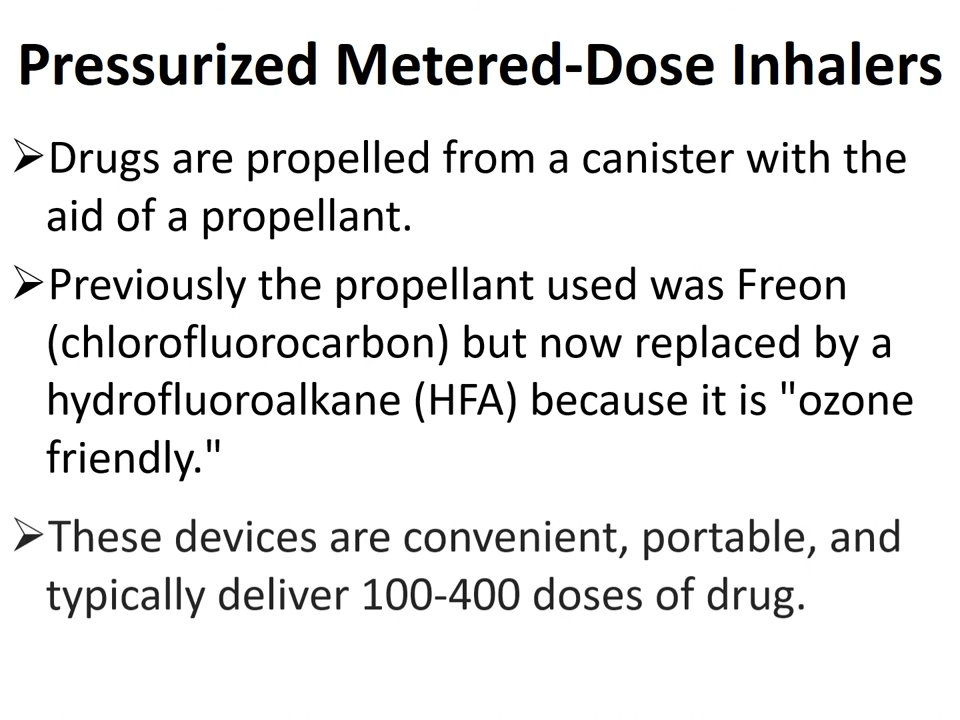 Pressurized Metered-Dose Inhalers
➢Drugs are propelled from a canister with the
aid of a propellant.
➢Previously the propellant used was Freon
(chlorofluorocarbon) but now replaced by a
hydrofluoroalkane (HFA) because it is "ozone
friendly."
➢These devices are convenient, portable, and
typically deliver 100-400 doses of drug.